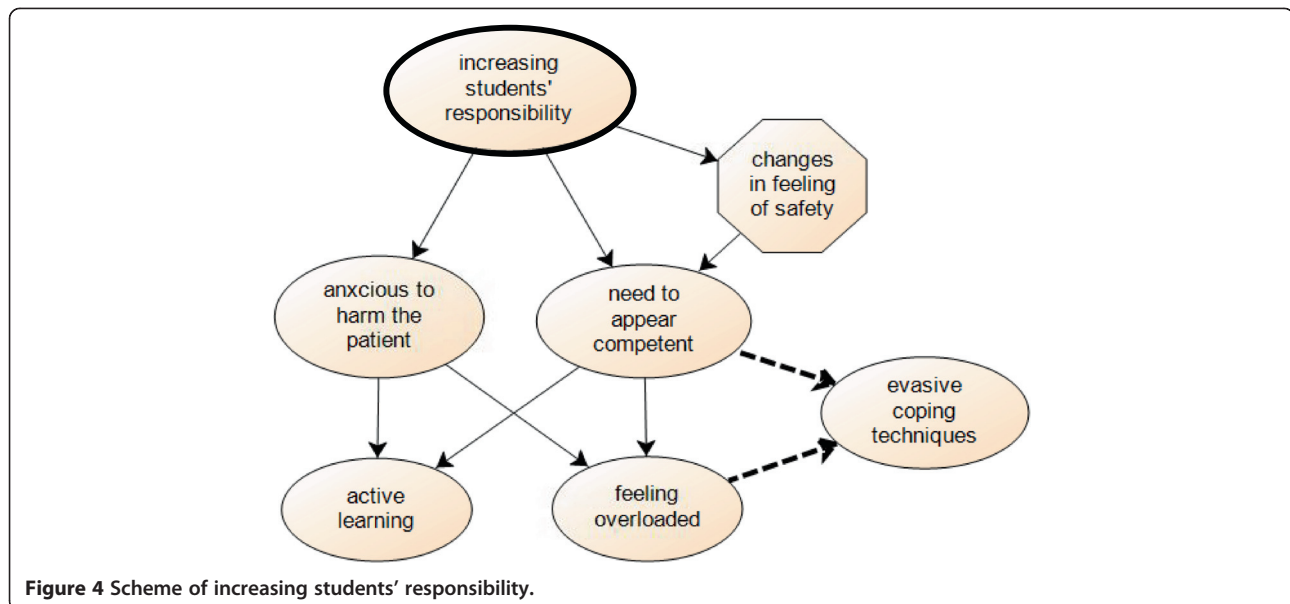 increasing
students'
responsibility
changes
in feeling
of safety
anxcious to
harm the
patient
need to
appear
competent
evasive
coping
techniques
active
learning
feeling
overloaded
Figure 4 Scheme of increasing students’ responsibility.